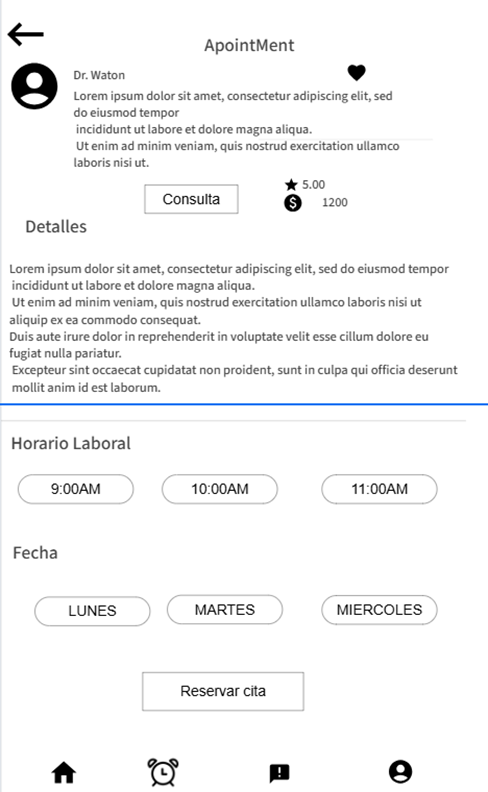 ApointMent
Dr. Waton
Lorem ipsum dolor sit amet, consectetur adipiscing elit, sed
do eiusmod tempor
incididunt ut labore et dolore magna aliqua.
Ut enim ad minim veniam, quis nostrud exercitation ullamco
laboris nisi ut.
Consulta
5.00
1200
Detalles
Lorem ipsum dolor sit amet, consectetur adipiscing elit, sed do eiusmod tempor
incididunt ut labore et dolore magna aliqua.
Ut enim ad minim veniam, quis nostrud exercitation ullamco laboris nisi ut
aliquip ex ea commodo consequat.
Duis aute irure dolor in reprehenderit in voluptate velit esse cillum dolore eu
fugiat nulla pariatur.
Excepteur sint occaecat cupidatat non proident, sunt in culpa qui officia deserunt
mollit anim id est laborum.
Horario Laboral
9:00AM 10:00AM 11:00AM
Fecha
LUNES MARTES MIERCOLES
Reservar cita